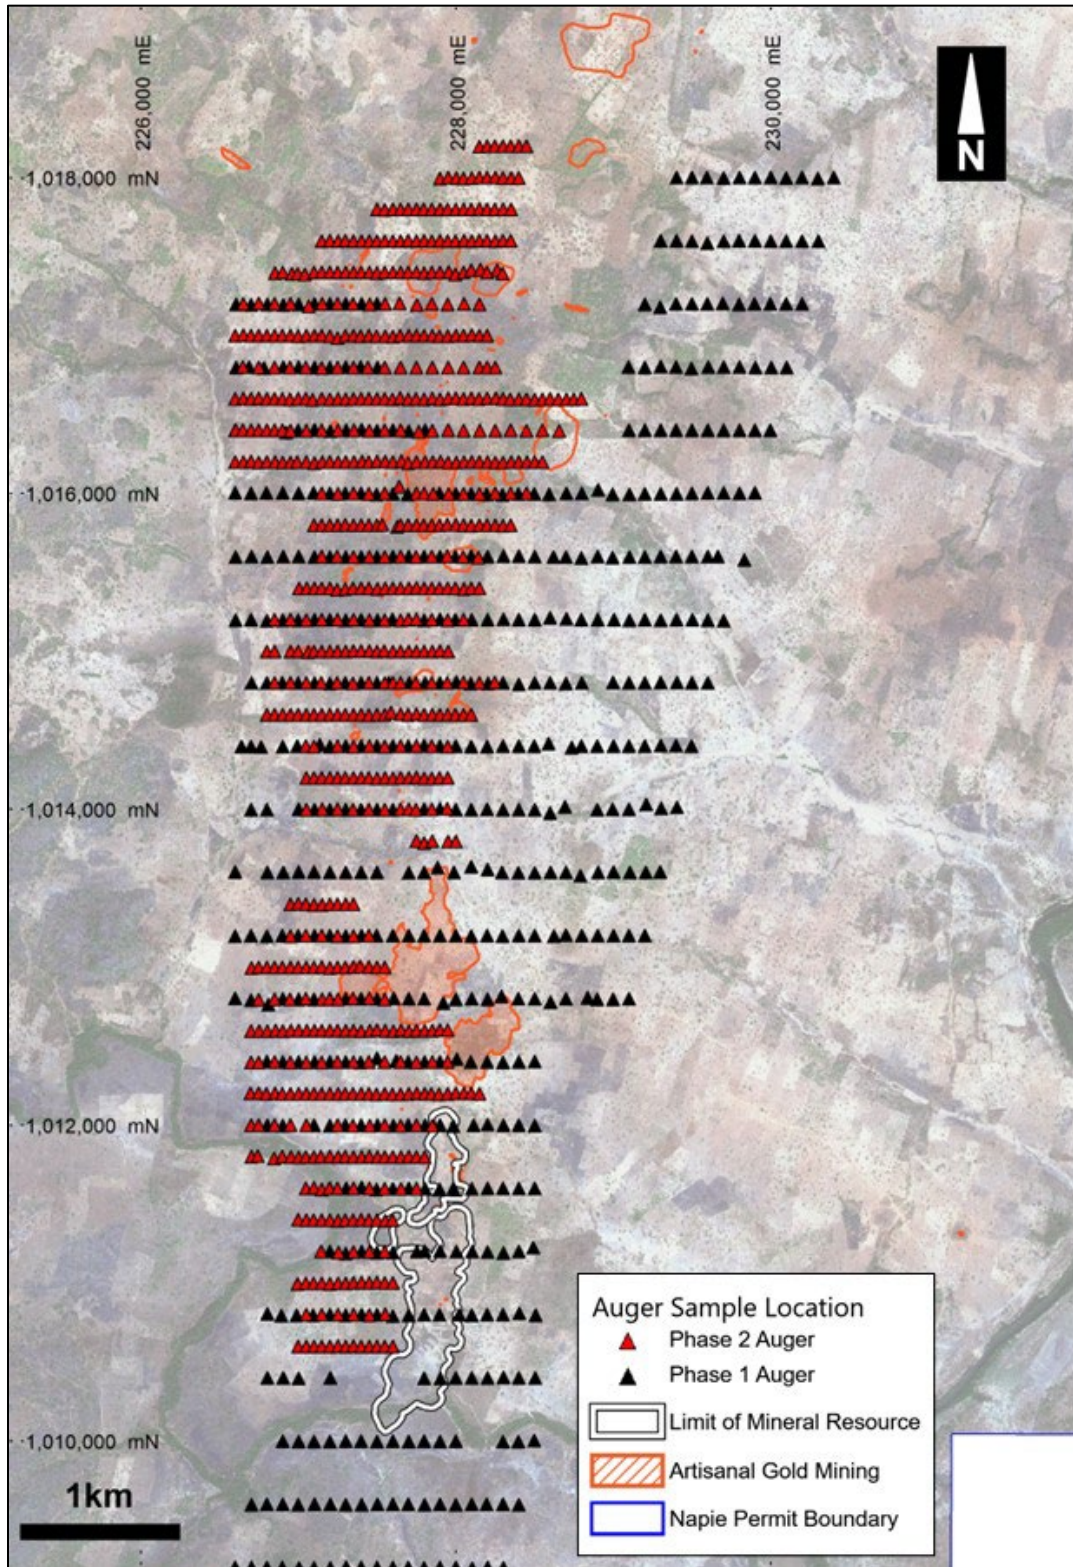 226,000 mE
228,000 mE
230,000 mE
N
1,018,000 mN
1,016,000 mN
1,014,000 mN
1,012,000 mN
1,010,000 mN
Auger Sample Location
Phase 2 Auger
Phase 1 Auger
Limit of Mineral Resource
Artisanal Gold Mining
Napie Permit Boundary
1km